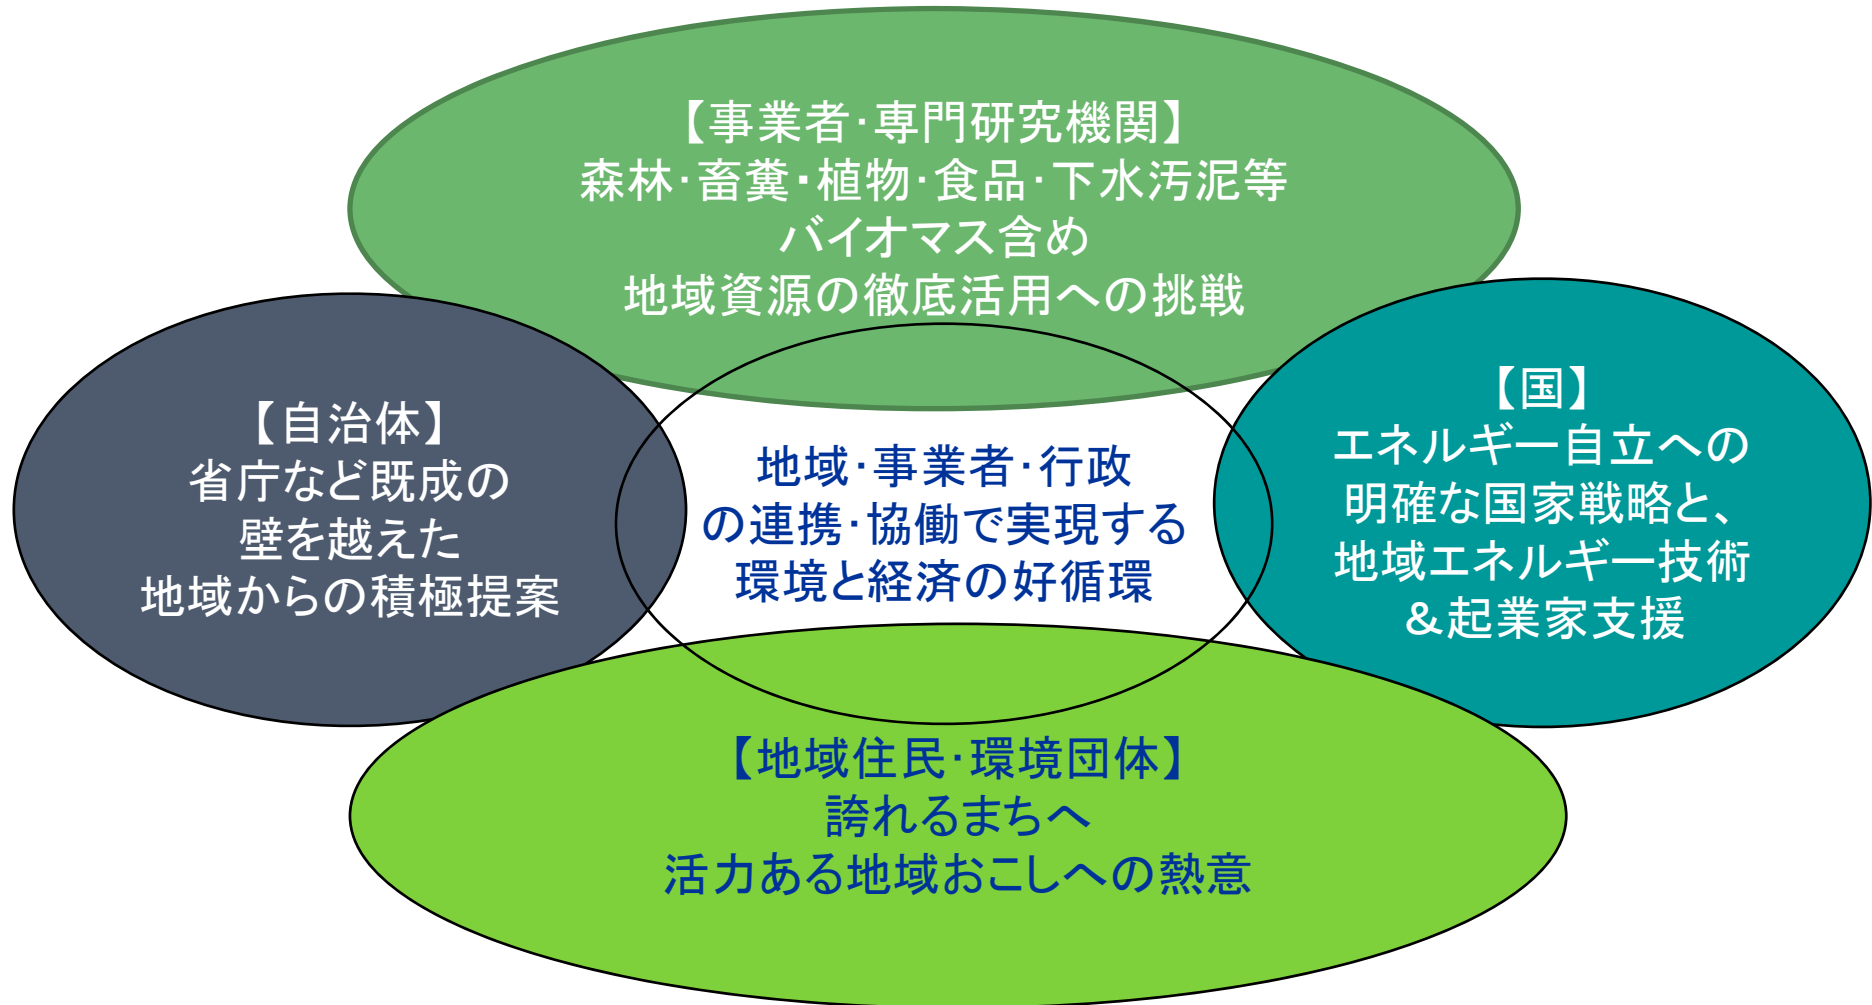 【事業者・専門研究機関】
森林・畜糞・植物・食品・下水汚泥等
バイオマス含め
地域資源の徹底活用への挑戦
【自治体】
省庁など既成の
壁を越えた
地域からの積極提案
地域・事業者・行政
の連携・協働で実現する
環境と経済の好循環
【国】
エネルギー自立への
明確な国家戦略と、
地域エネルギー技術
＆起業家支援
【地域住民・環境団体】
誇れるまちへ
活力ある地域おこしへの熱意